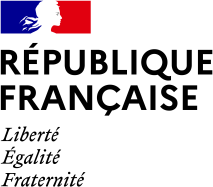 RÉPUBLIQUE
FRANÇAISE
Liberté
Égalité
Fraternité